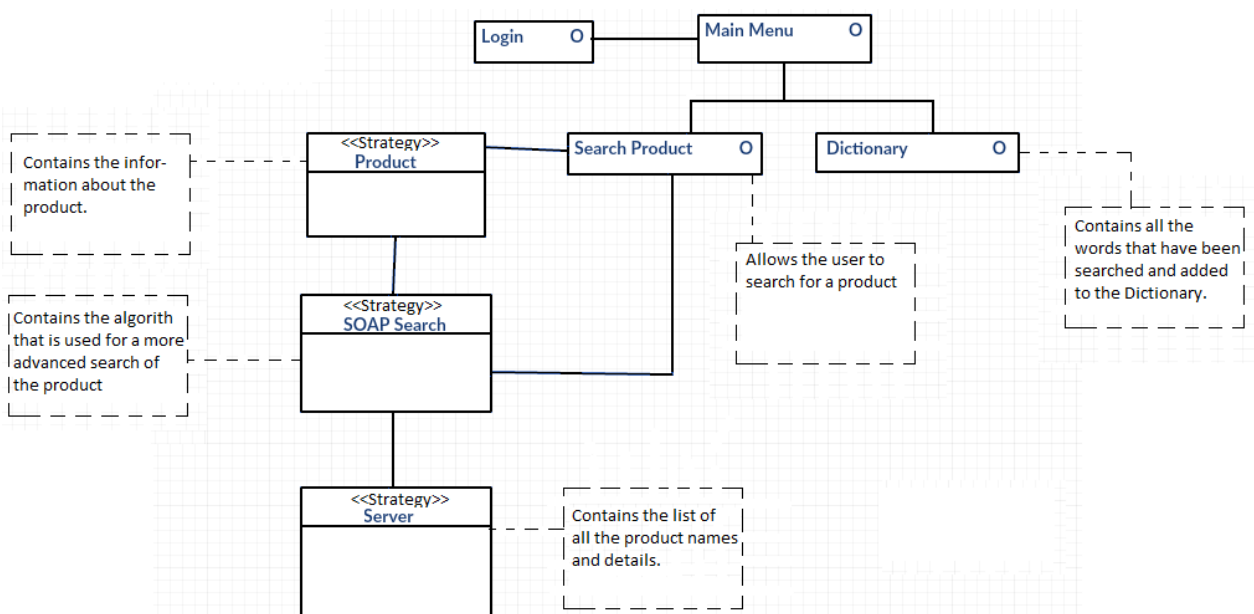 Login O
Main Menu O
<<Strategy>>
Product
Search Product O
Dictionary O
Contains the infor-
mation about the
product.
Contains all the
words that have been
searched and added
to the Dictionary.
Allows the user to
search for a product
<<Strategy>>
SOAP Search
Contains the algorith
that is used for a more
advanced search of
the product
<<Strategy>>
Server
Contains the list of
all the product names
and details.